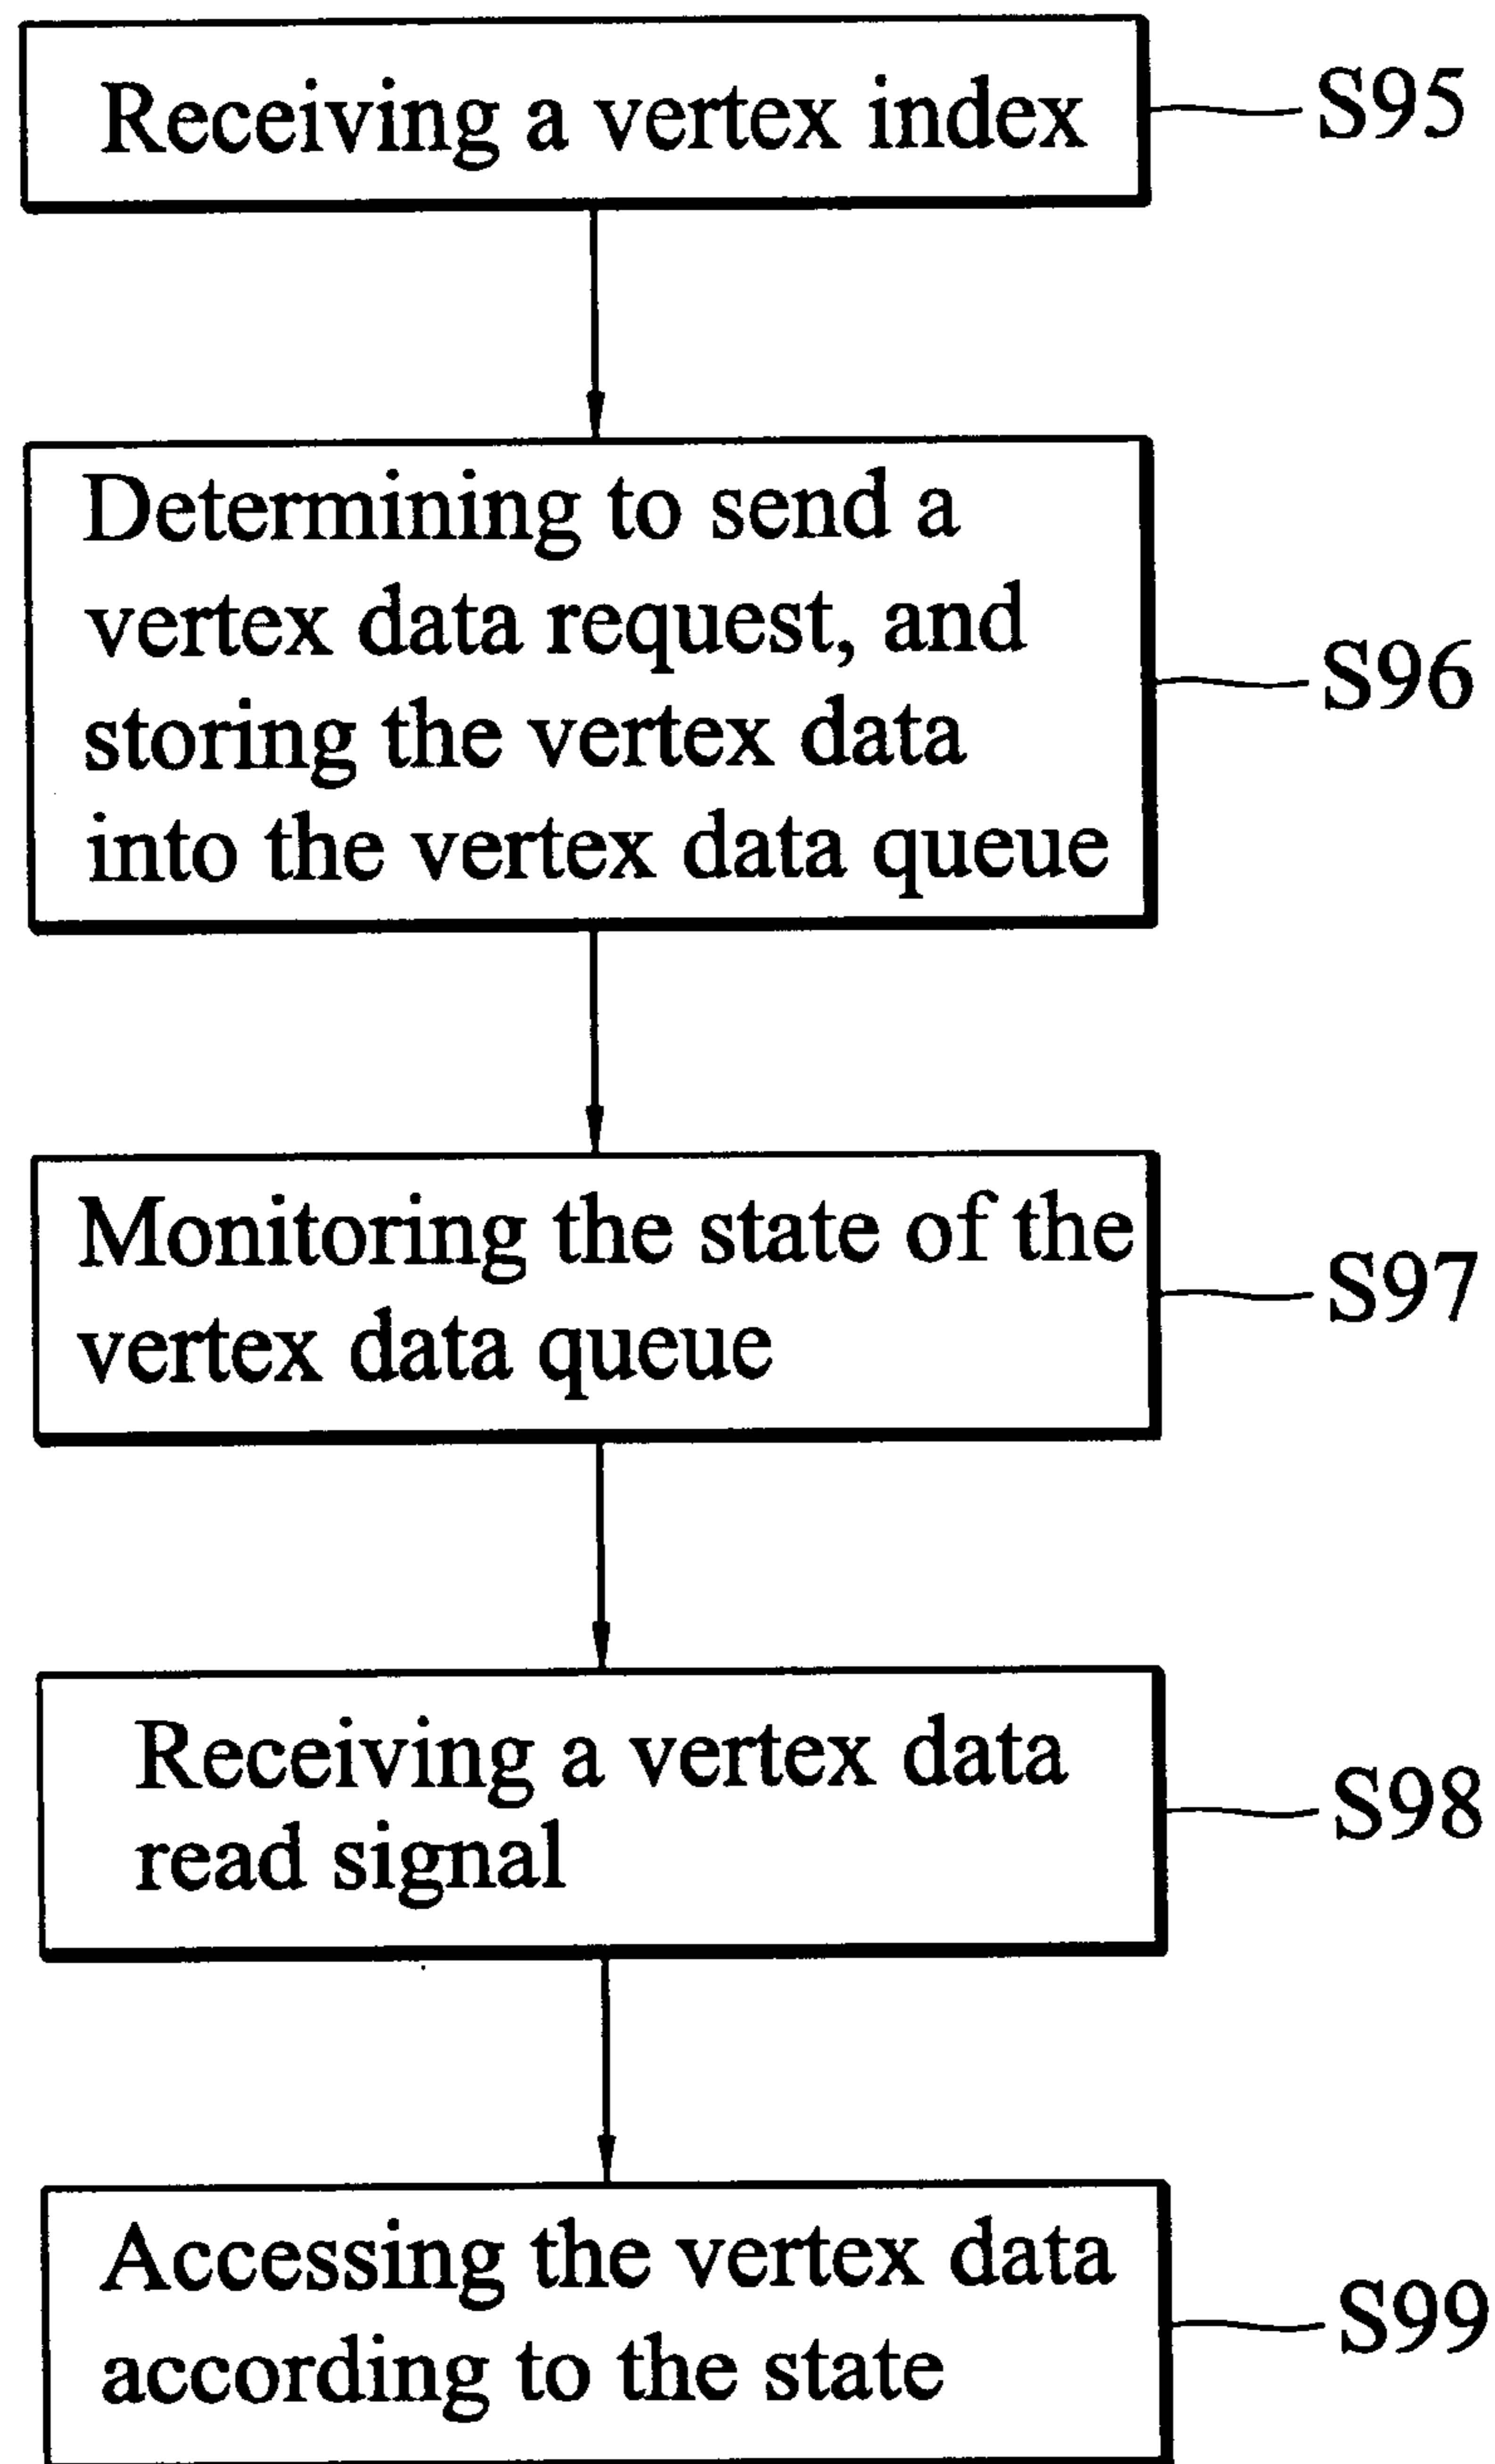 Receiving a vertex index
S95
Determining to send a
vertex data request, and
storing the vertex data
into the vertex data queue
S96
Monitoring the state of the
vertex data queue
S97
Receiving a vertex data
read signal
S98
Accessing the vertex data
according to the state
S99